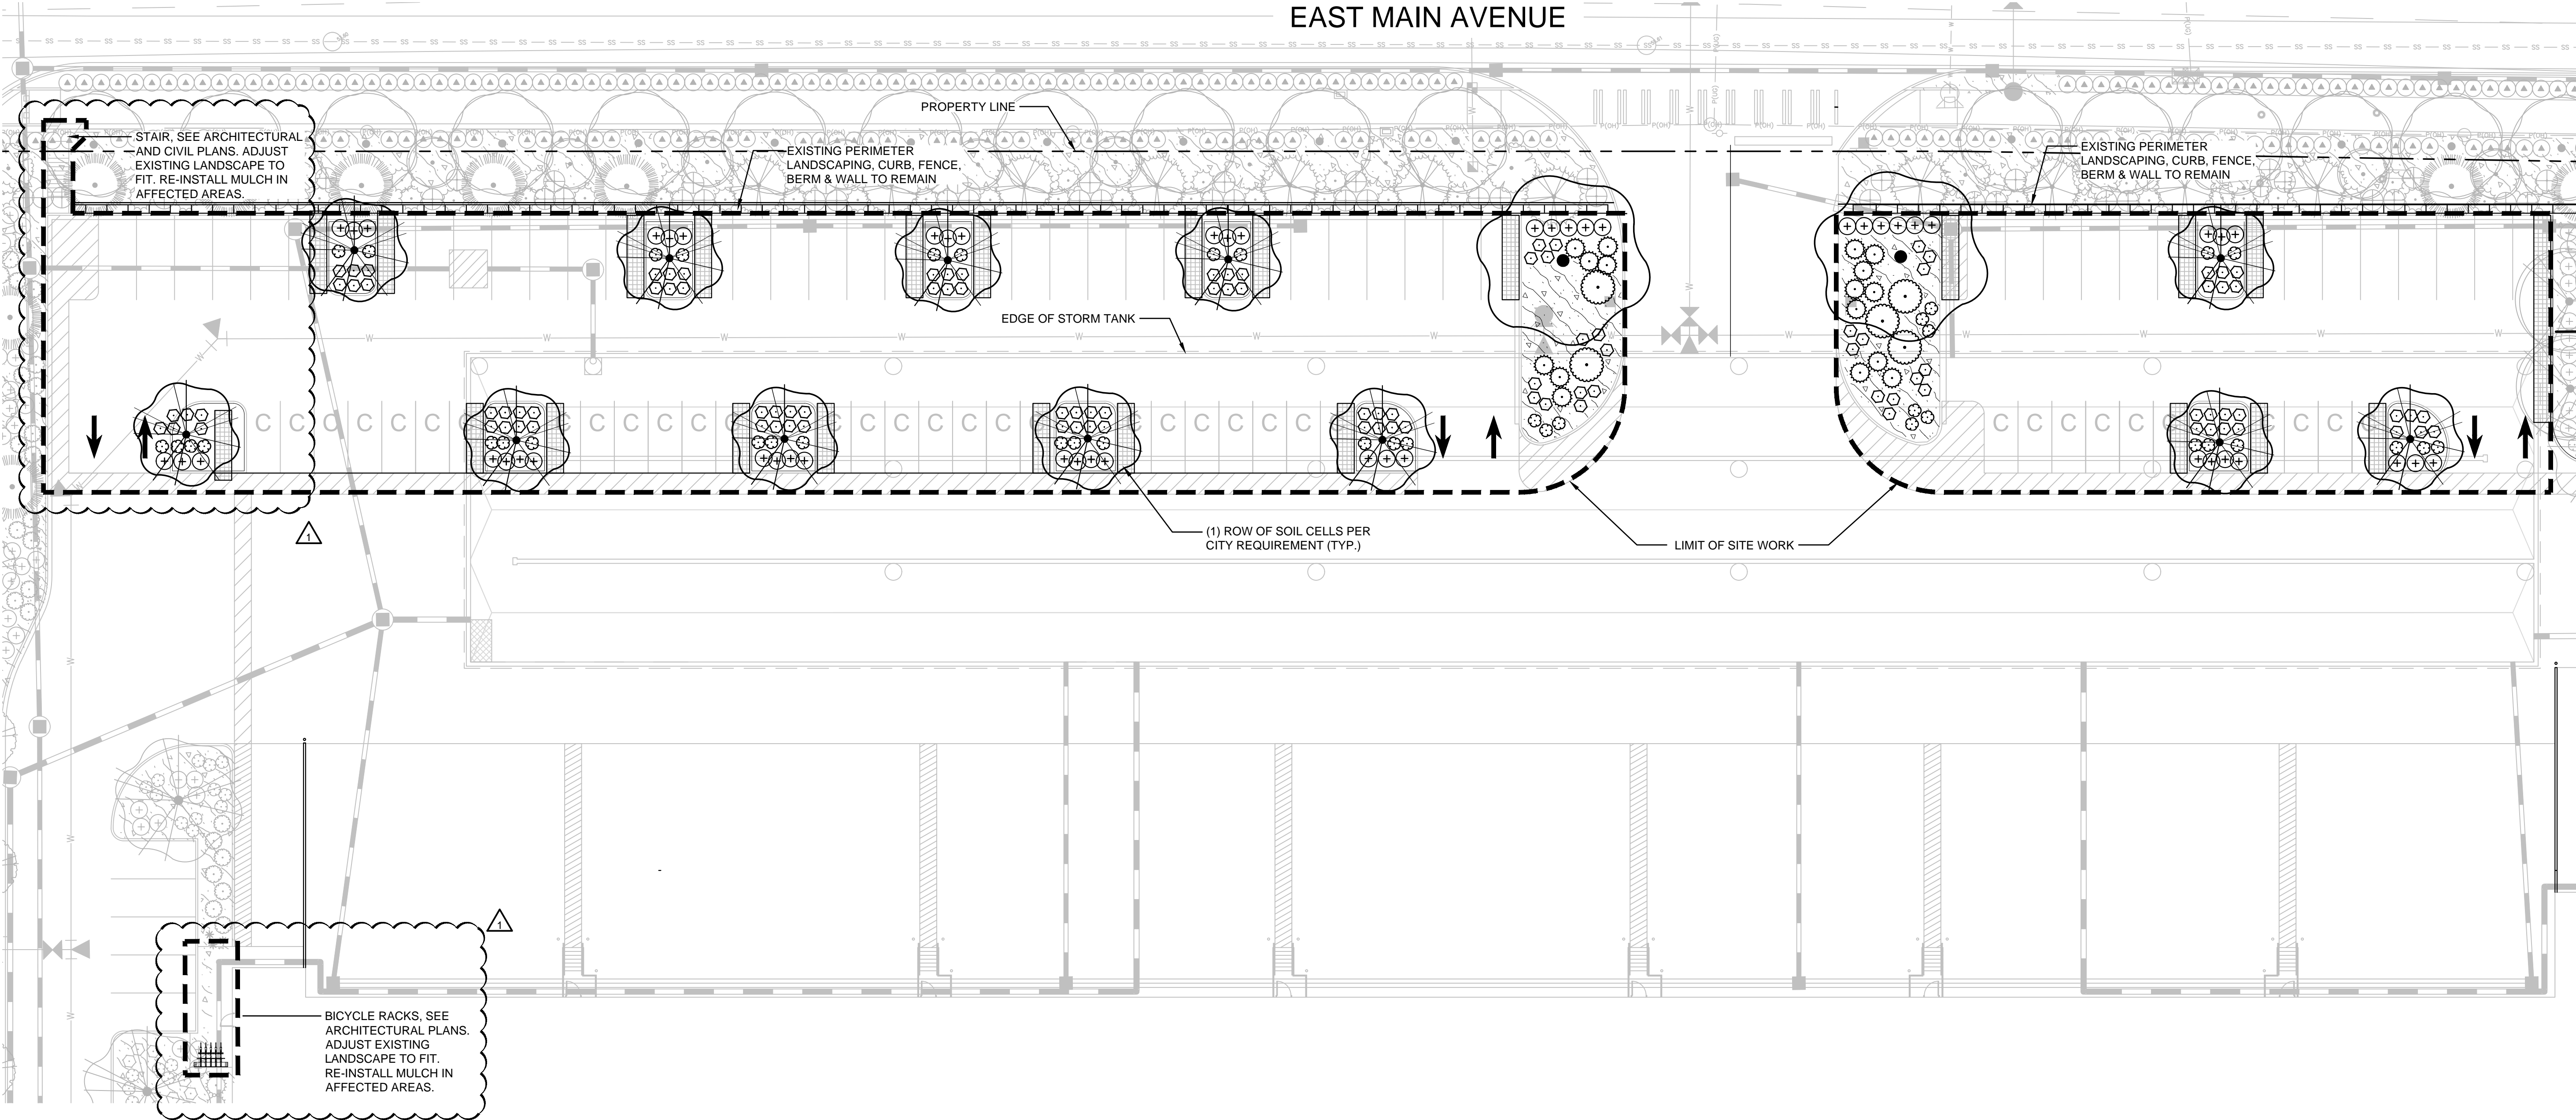 EAST MAIN AVENUE
PROPERTY LINE
STAIR, SEE ARCHITECTURAL
AND CIVIL PLANS. ADJUST
EXISTING LANDSCAPE TO
FIT. RE-INSTALL MULCH IN
AFFECTED AREAS.
EXISTING PERIMETER
LANDSCAPING, CURB, FENCE,
BERM & WALL TO REMAIN
EXISTING PERIMETER
LANDSCAPING, CURB, FENCE,
BERM & WALL TO REMAIN
EDGE OF STORM TANK
(1) ROW OF SOIL CELLS PER
CITY REQUIREMENT (TYP.)
LIMIT OF SITE WORK
1
1
BICYCLE RACKS, SEE
ARCHITECTURAL PLANS.
ADJUST EXISTING
LANDSCAPE TO FIT.
RE-INSTALL MULCH IN
AFFECTED AREAS.